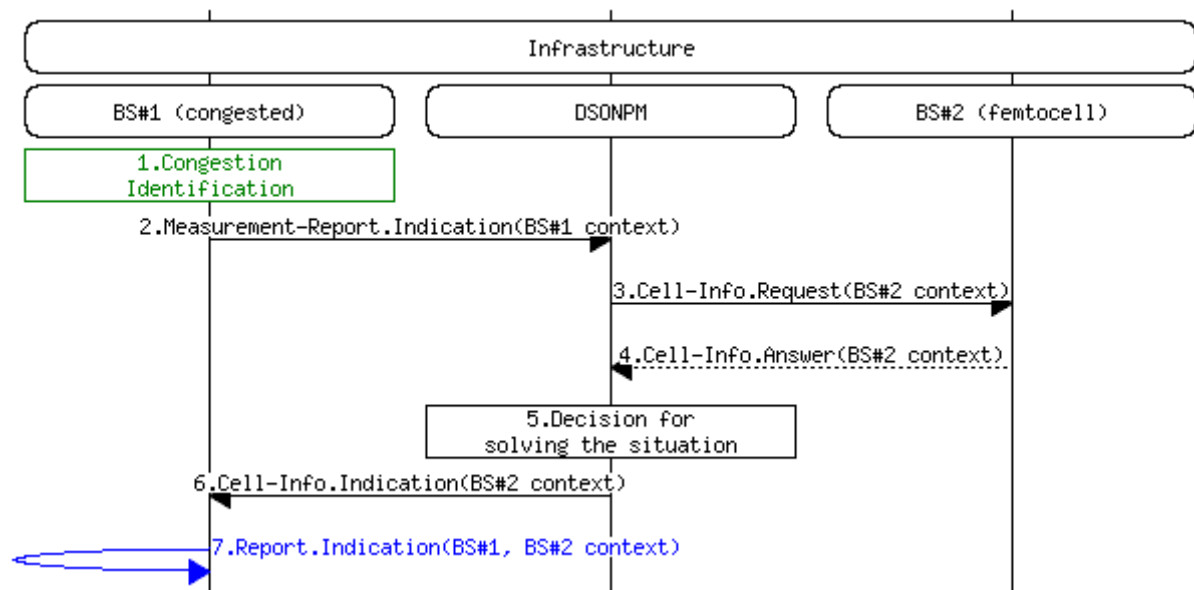 Infrastructure
BS#1 (congested)
DSONPM
BS#2 (femtocell)
1.Congestion
Identification
2.Measurement-Report.Indication(BS#1 context)
3.Cell-Info.Request(BS#2 context)
4.Cell-Info.Answer(BS#2 context)
5.Decision for
solving the situation
6.Cell-Info.Indication(BS#2 context)
7.Report.Indication(BS#1, BS#2 context)